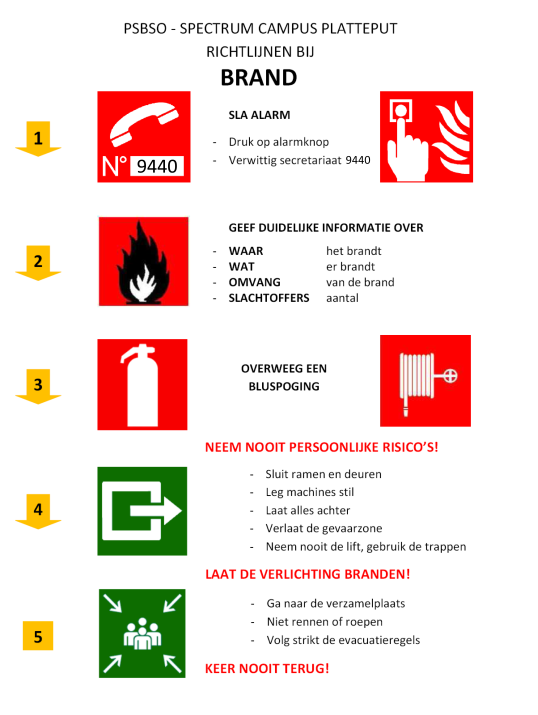 PSBSO - SPECTRUM CAMPUS PLATTEPUT
RICHTLIJNEN BIJ
BRAND
1
N° 9440
SLA ALARM
- Druk op alarmknop
- Verwittig secretariaat 9440
2
GEEF DUIDELIJKE INFORMATIE OVER
- WAAR het brandt
- WAT er brandt
- OMVANG van de brand
- SLACHTOFFERS aantal
3
OVERWEEG EEN
BLUSPOGING
NEEM NOOIT PERSOONLIJKE RISICO'S!
4
- Sluit ramen en deuren
- Leg machines stil
- Laat alles achter
- Verlaat de gevaarzone
- Neem nooit de lift, gebruik de trappen
LAAT DE VERLICHTING BRANDEN!
5
- Ga naar de verzamelplaats
- Niet rennen of roepen
- Volg strikt de evacuatieregels
KEER NOOIT TERUG!